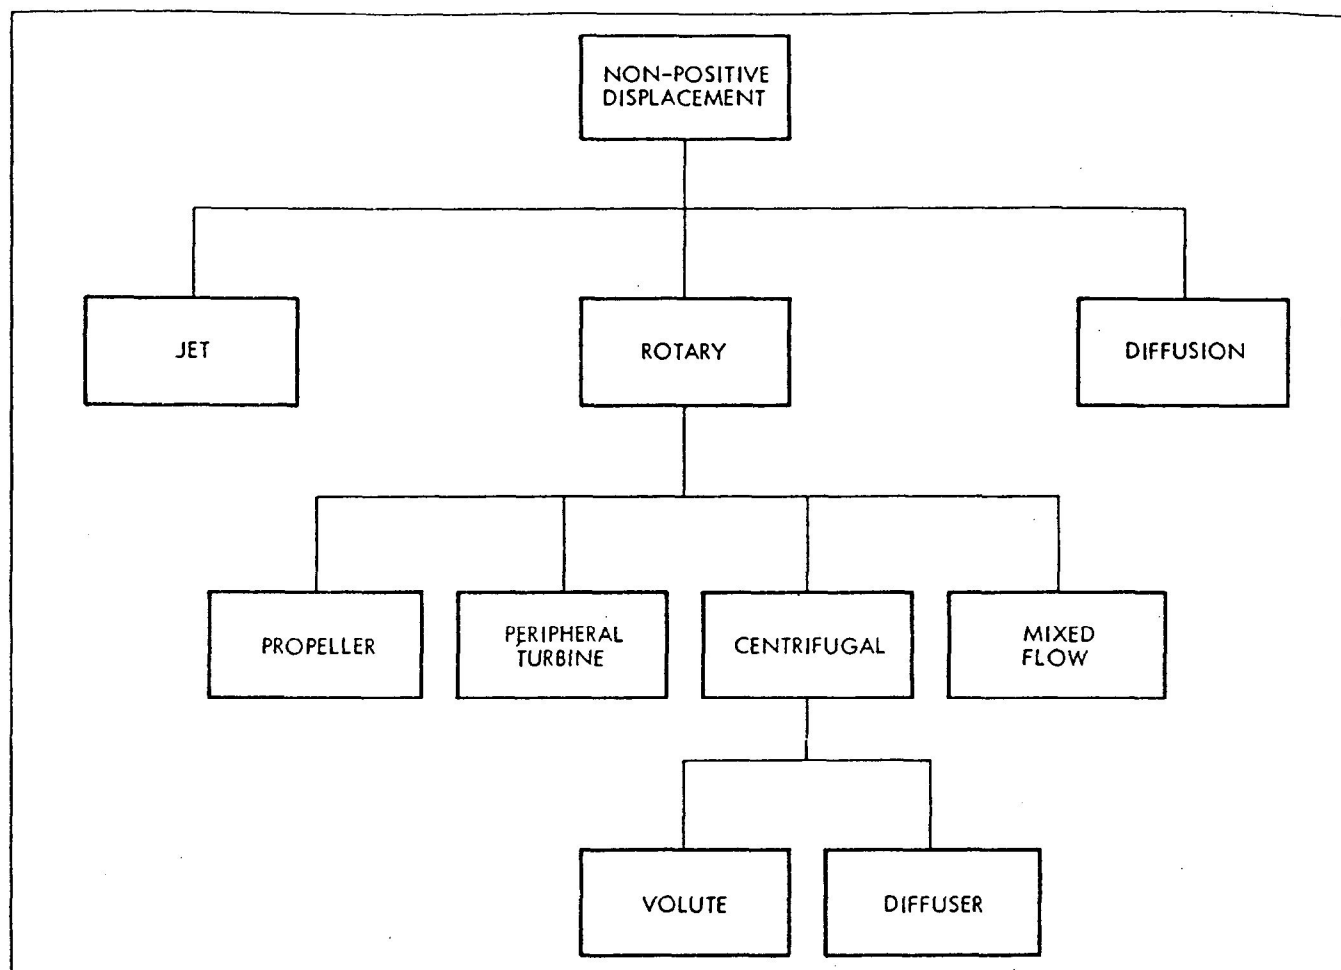 NON-POSITIVE
DISPLACEMENT
JET
ROTARY
DIFFUSION
PROPELLER
PERIPHERAL
TURBINE
CENTRIFUGAL
MIXED
FLOW
VOLUTE
DIFFUSER